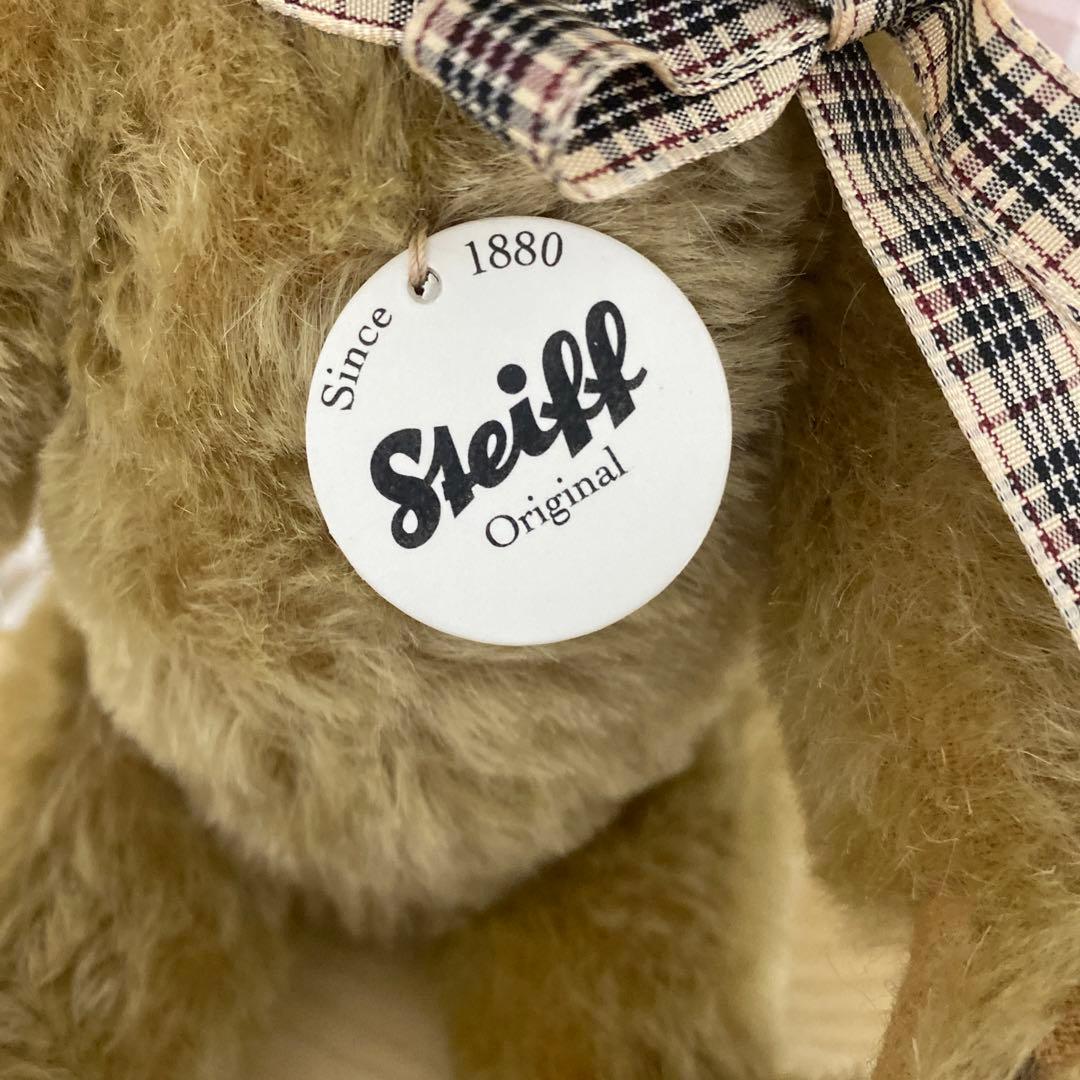 Since 1880
Steiff
Original